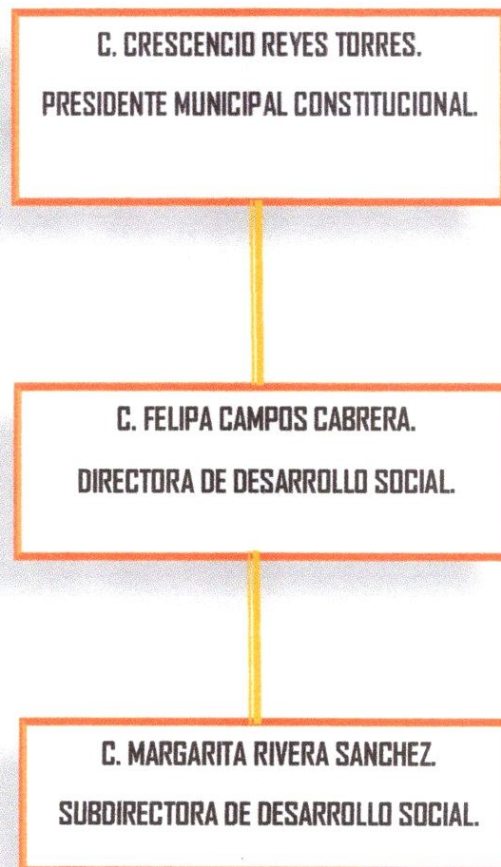 C. CRESCENCIO REYES TORRES.
PRESIDENTE MUNICIPAL CONSTITUCIONAL.
C. FELIPA CAMPOS CABRERA.
DIRECTORA DE DESARROLLO SOCIAL.
C. MARGARITA RIVERA SANCHEZ.
SUBDIRECTORA DE DESARROLLO SOCIAL.